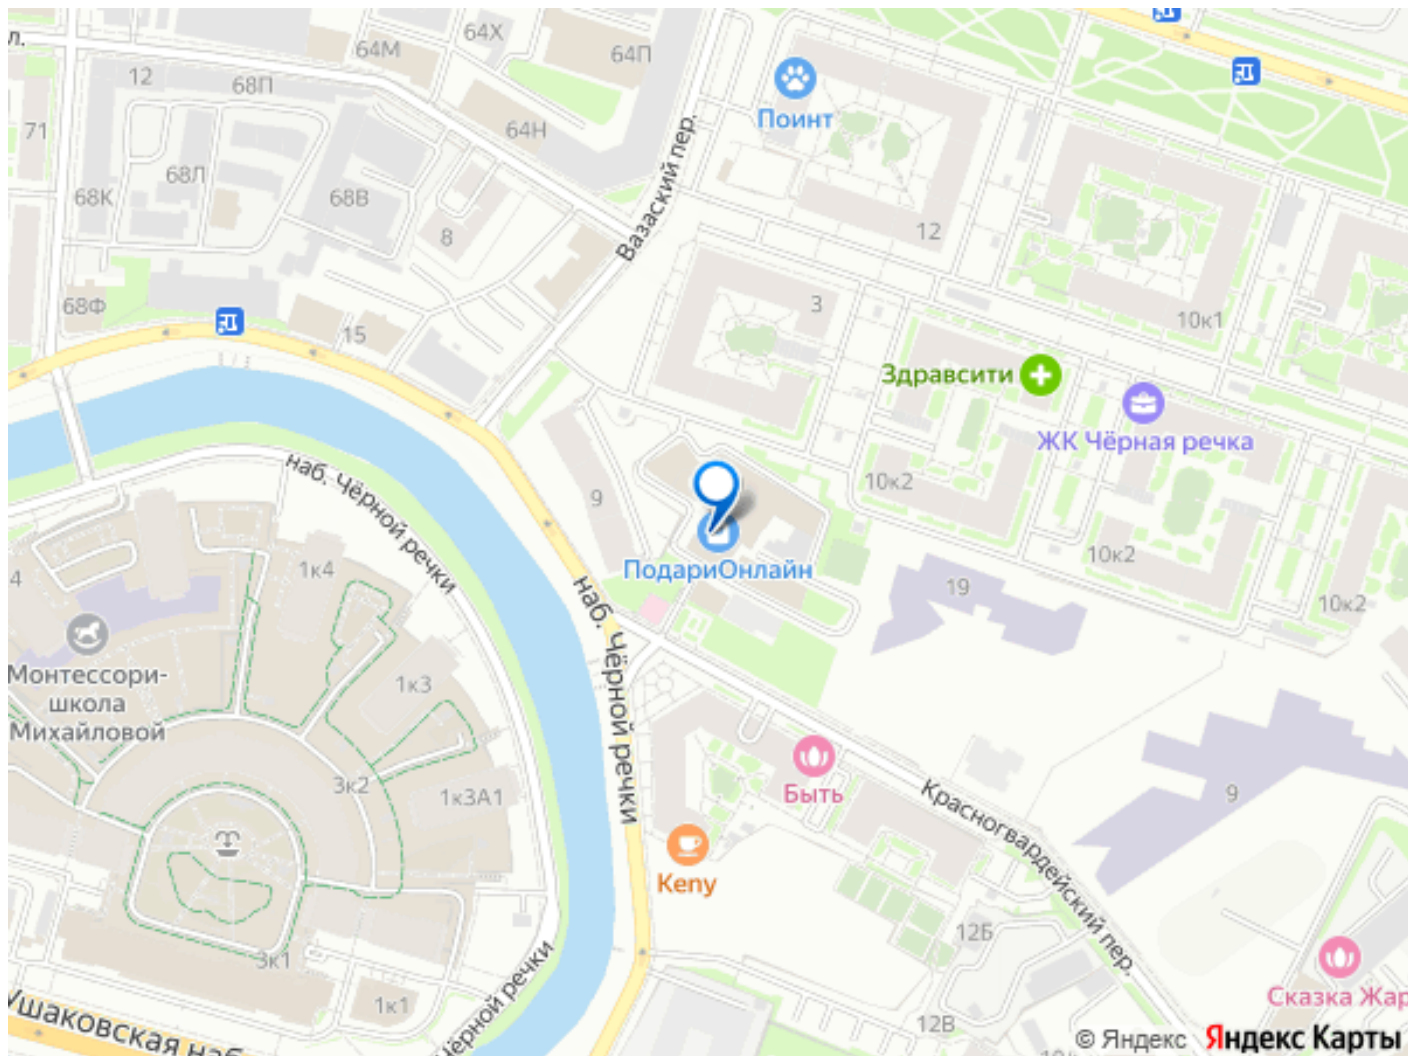 л.
64М
64Х
64П
12
68П
Поинт
71
64Н
68Л
68К
68В
Вазаский пер.
8
12
68Ф
3
15
10к1
Здравсити
ЖК Чёрная речка
наб. Чёрной речки
9
10к2
10к2
ПодариОнлайн
4
1к4
наб. Чёрной речки
19
10к2
Монтессори-
школа
Михайловой
1к3
3к2
1к3А1
Быть
Красногвардейский пер.
9
Keny
12Б
3к1
1к1
Чёрной речки
Ушаковская наб
12В
Сказка Жар
© Яндекс Яндекс Карты